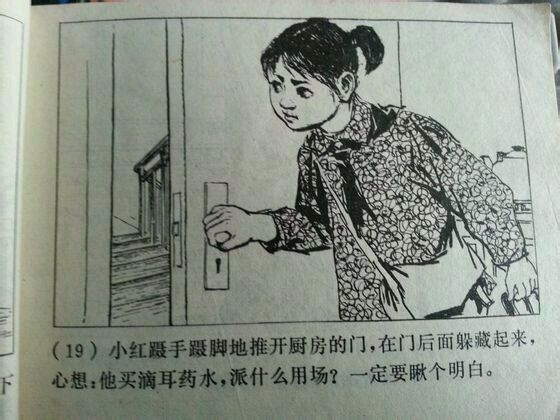 (19) 小红蹑手蹑脚地推开厨房的门，在门后面躲藏起来，
心想：他买滴耳药水，派什么用场？一定要瞅个明白。
下